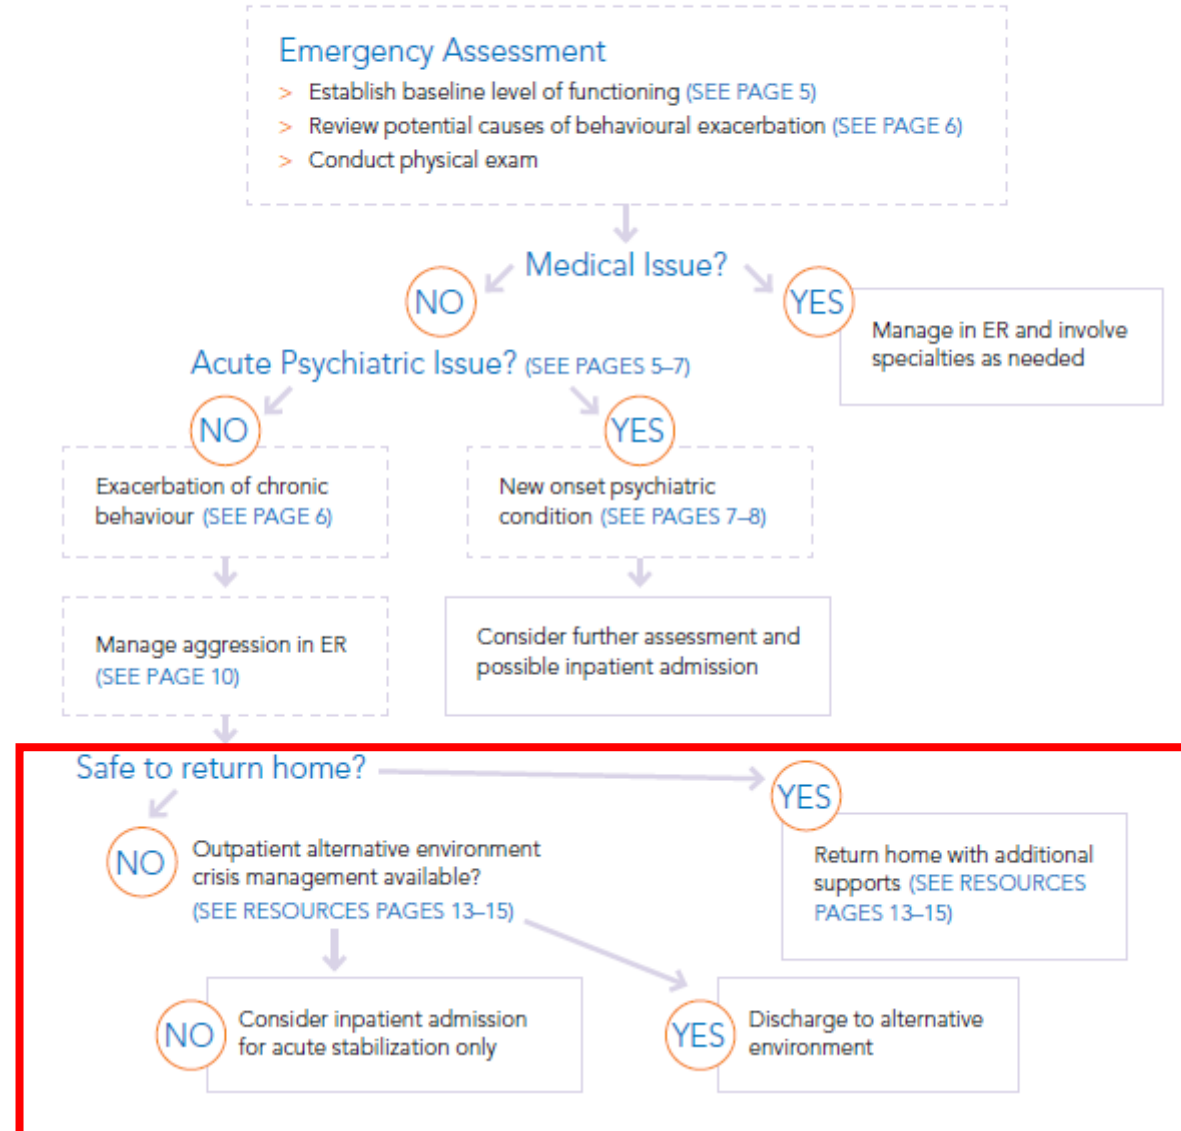 Emergency Assessment
> Establish baseline level of functioning (SEE PAGE 5)
> Review potential causes of behavioural exacerbation (SEE PAGE 6)
> Conduct physical exam
Medical Issue?
NO
YES
Manage in ER and involve
specialties as needed
Acute Psychiatric Issue? (SEE PAGES 5–7)
NO
YES
Exacerbation of chronic
behaviour (SEE PAGE 6)
New onset psychiatric
condition (SEE PAGES 7–8)
Manage aggression in ER
(SEE PAGE 10)
Consider further assessment and
possible inpatient admission
Safe to return home?
YES
Return home with additional
supports (SEE RESOURCES
PAGES 13–15)
NO
Outpatient alternative environment
crisis management available?
(SEE RESOURCES PAGES 13–15)
NO
Consider inpatient admission
for acute stabilization only
YES
Discharge to alternative
environment